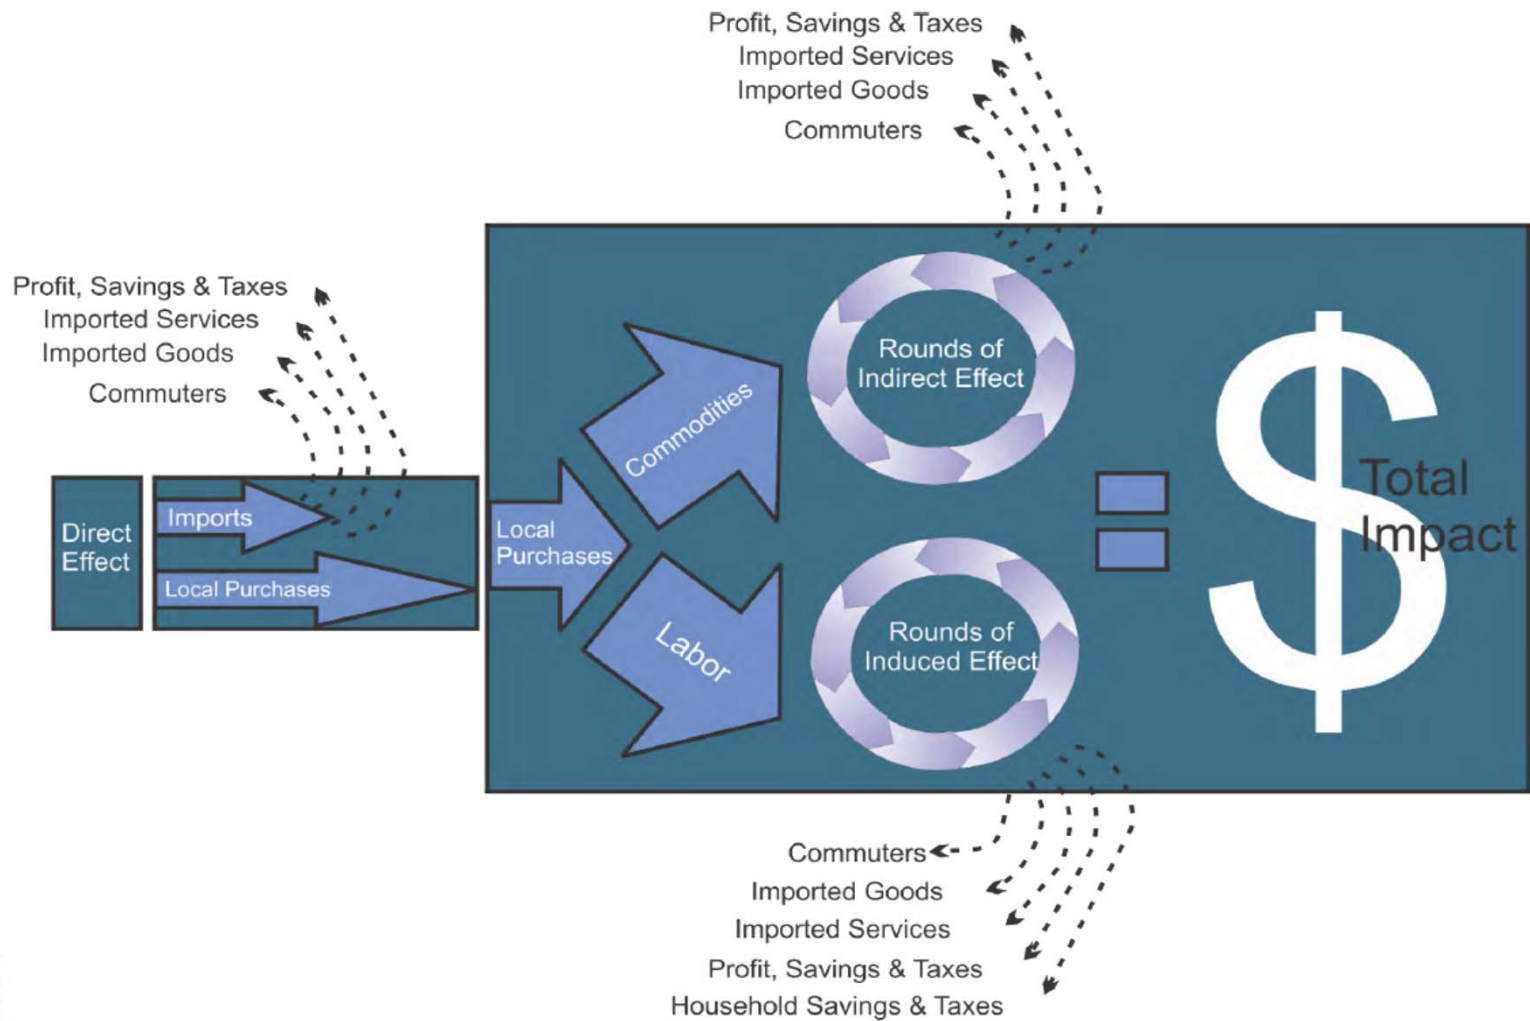 Profit, Savings & Taxes
Imported Services
Imported Goods
Commuters
Profit, Savings & Taxes
Imported Services
Imported Goods
Commuters
Direct
Effect
Imports
Local Purchases
Local
Purchases
Commodities
Labor
Rounds of
Indirect Effect
Rounds of
Induced Effect
$
Total
Impact
Commuters
Imported Goods
Imported Services
Profit, Savings & Taxes
Household Savings & Taxes